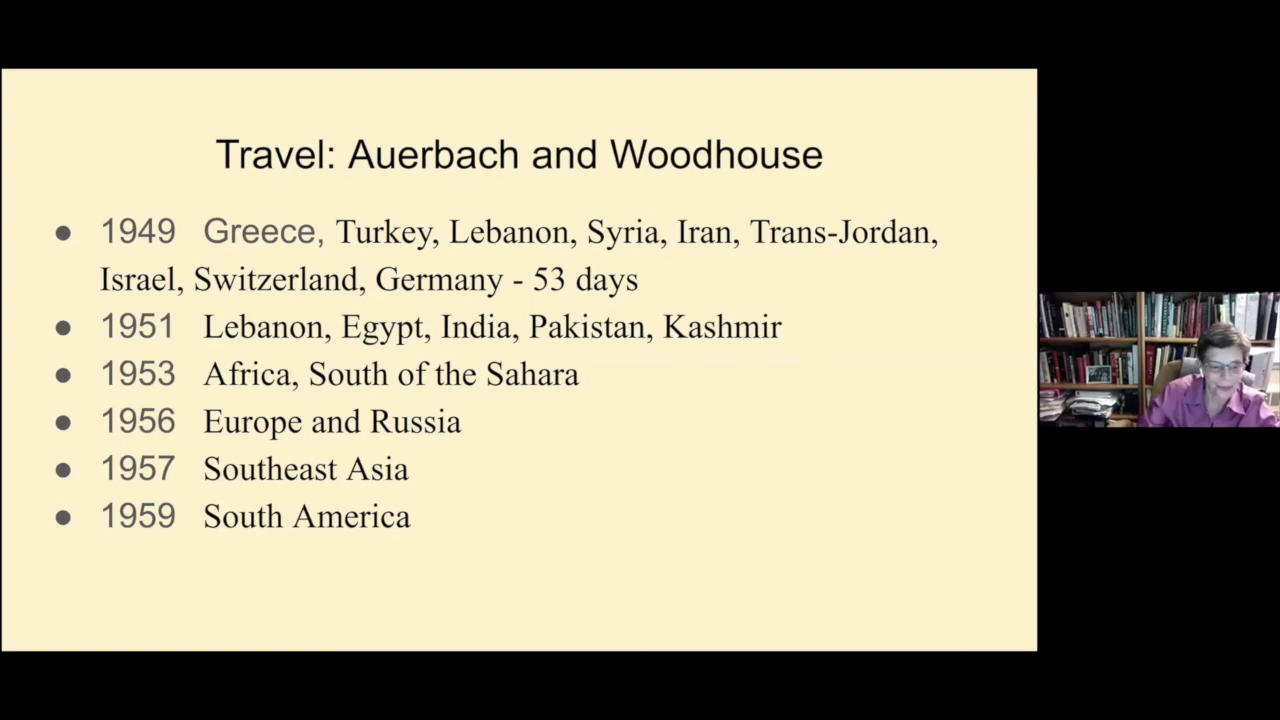 Travel: Auerbach and Woodhouse
● 1949 Greece, Turkey, Lebanon, Syria, Iran, Trans-Jordan,
Israel, Switzerland, Germany - 53 days
● 1951 Lebanon, Egypt, India, Pakistan, Kashmir
● 1953 Africa, South of the Sahara
● 1956 Europe and Russia
● 1957 Southeast Asia
● 1959 South America